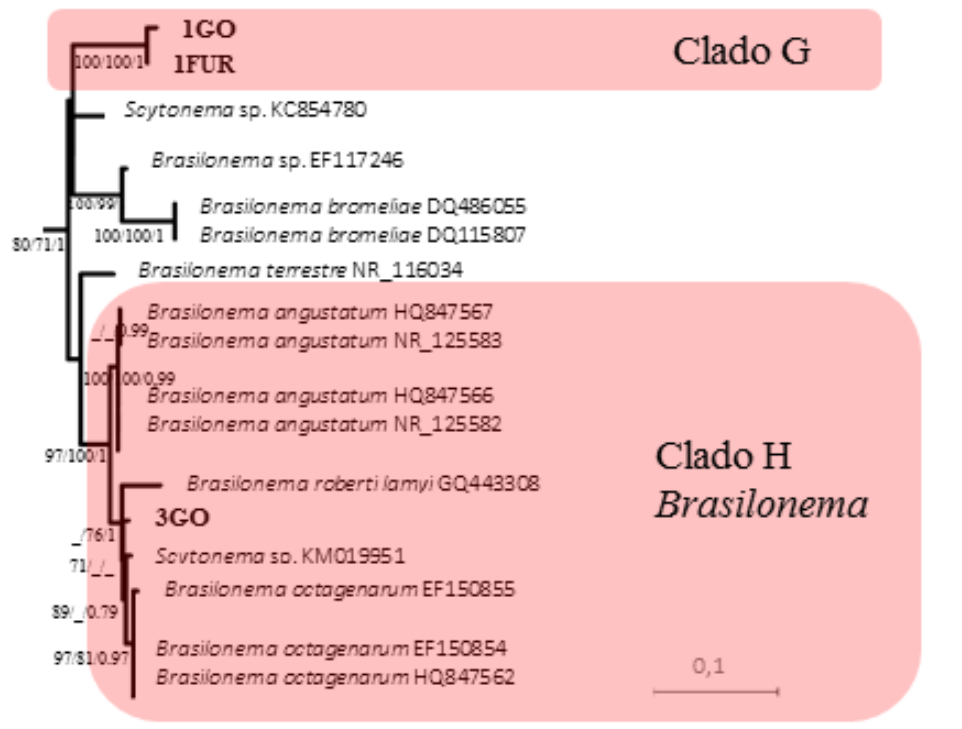 1GO
100/100/1
1FUR
Clado G
Scytonema sp. KC854780
Brasilonema sp. EF117246
100/99/
Brasilonema bromeliae DQ486055
100/100/1
Brasilonema bromeliae DQ115807
80/71/1
Brasilonema terrestre NR_116034
Brasilonema angustatum HQ847567
_/_/0.99
Brasilonema angustatum NR_125583
100/100/0,99
Brasilonema angustatum HQ847566
Brasilonema angustatum NR_125582
97/100/1
Clado H
Brasilonema
Brasilonema roberti lamyi GQ443308
3GO
_/76/1
Scytonema sp. KM019951
71/_/_
Brasilonema octagenarum EF150855
89/_/0.79
Brasilonema octagenarum EF150854
97/81/0.97
Brasilonema octagenarum HQ847562
0,1